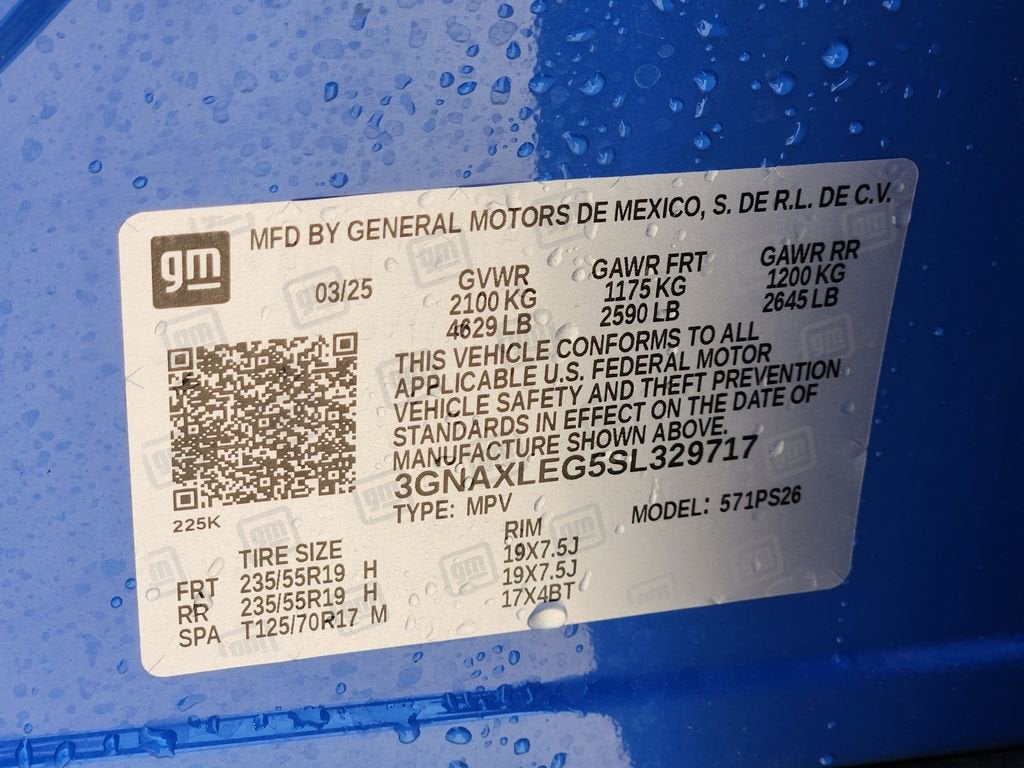 MFD BY GENERAL MOTORS DE MEXICO, S. DE R.L. DE C.V.
gm
03/25
GVWR GAWR FRT GAWR RR
2100 KG 1175 KG 1200 KG
4629 LB 2590 LB 2645 LB
THIS VEHICLE CONFORMS TO ALL
APPLICABLE U.S. FEDERAL MOTOR
VEHICLE SAFETY AND THEFT PREVENTION
STANDARDS IN EFFECT ON THE DATE OF
MANUFACTURE SHOWN ABOVE.
3GNAXLEG5SL329717
225K
TYPE: MPV MODEL: 571PS26
TIRE SIZE RIM
FRT 235/55R19 H 19X7.5J
RR 235/55R19 H 19X7.5J
SPA T125/70R17 M 17X4BT